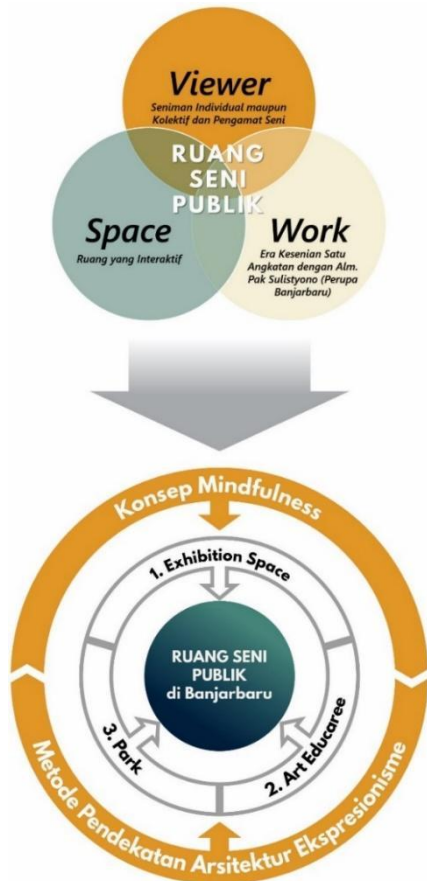 Viewer
Seniman Individual maupun
Kolektif dan Pengamat Seni
RUANG
SENI
PUBLIK
Space
Ruang yang Interaktif
Work
Era Kesenian Satu
Angkatan dengan Alm.
Pak Sulistyono (Perupa
Banjarbaru)
Konsep Mindfulness
1. Exhibition Space
RUANG SENI
PUBLIK
di Banjarbaru
3. Park
2. Art Educaree
Metode Pendekatan Arsitektur Ekspresionisme